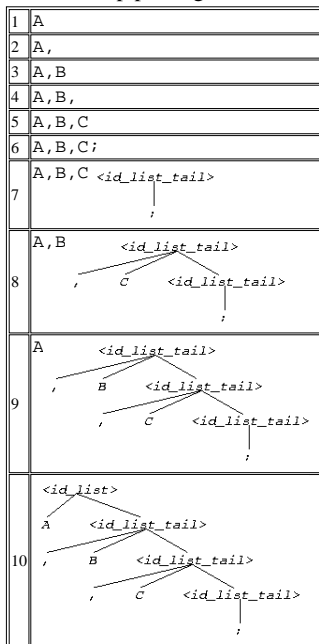 1 A
2 A,
3 A,B
4 A,B,
5 A,B,C
6 A,B,C;
7 A,B,C <id_list_tail>
;
8 A,B <id_list_tail>
, C <id_list_tail>
;
9 A <id_list_tail>
, B <id_list_tail>
, C <id_list_tail>
;
10 <id_list>
A <id_list_tail>
, B <id_list_tail>
, C <id_list_tail>
;